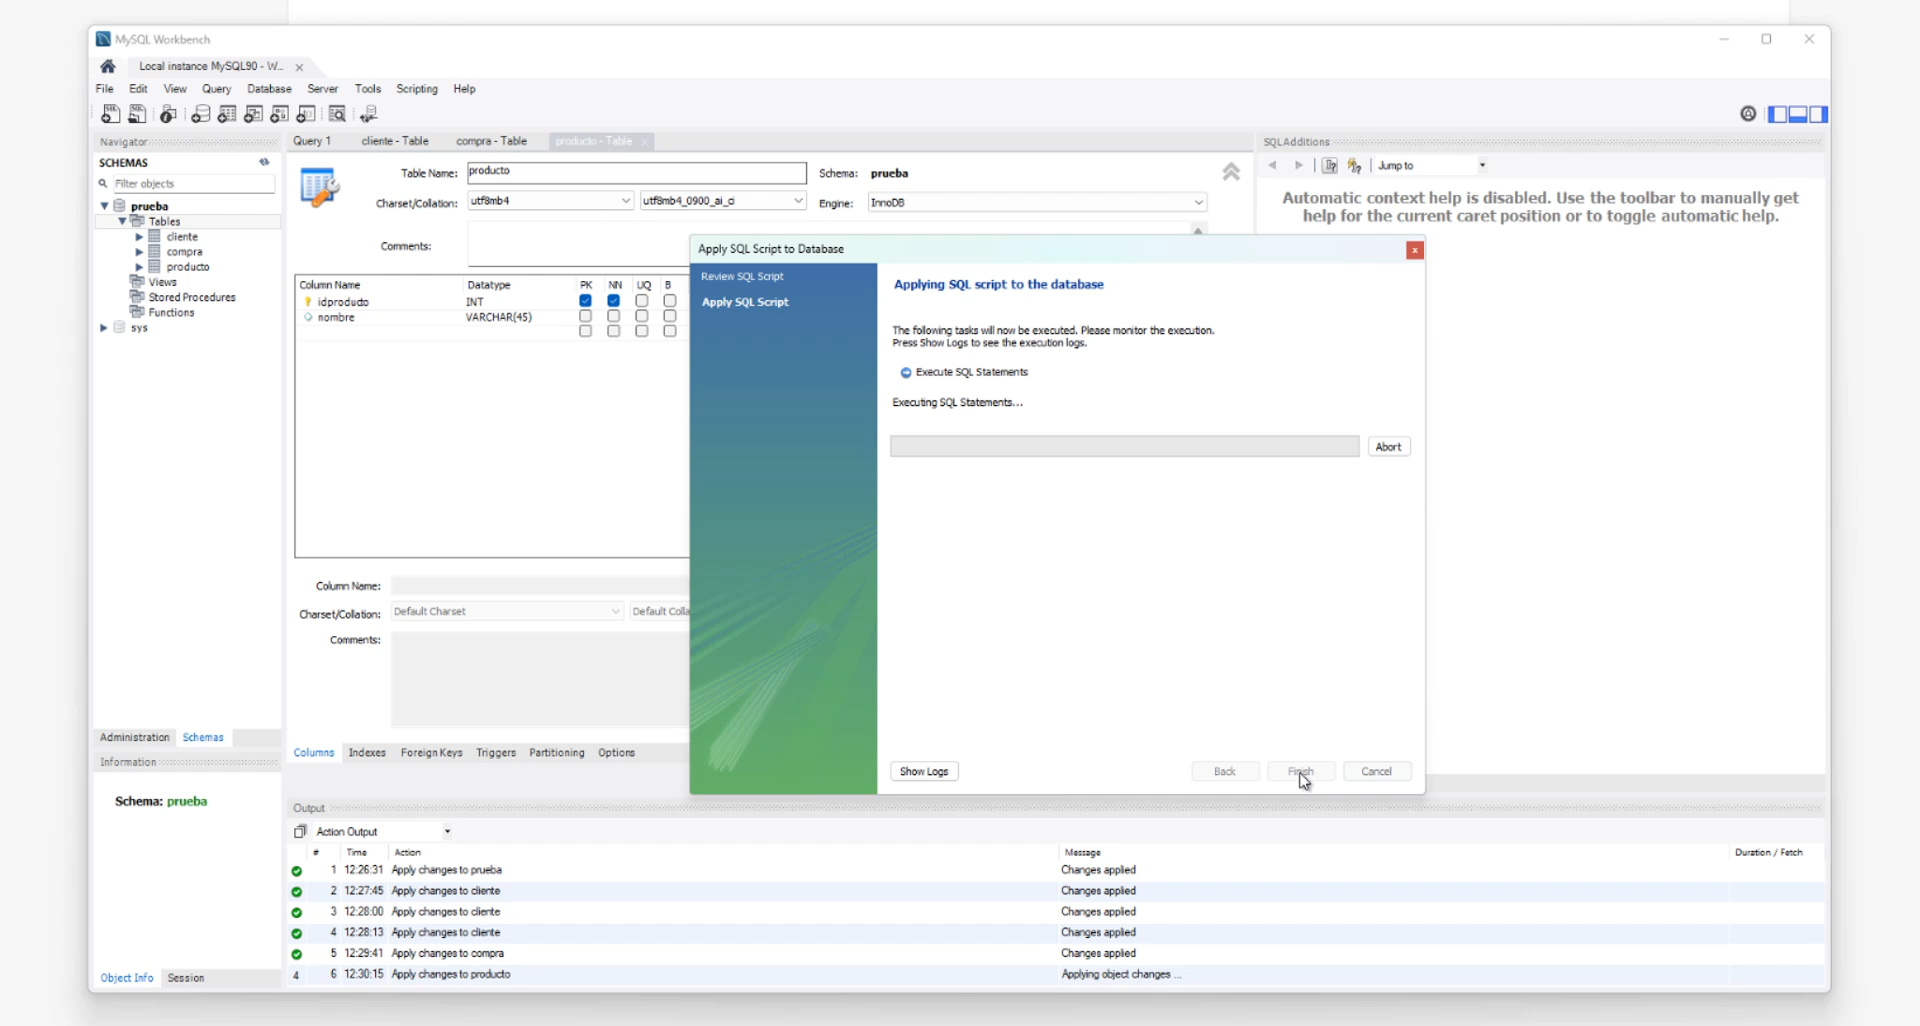 MySQL Workbench
Local instance MySQL90 - W...
File Edit View Query Database Server Tools Scripting Help
Navigator
SCHEMAS
Filter objects
prueba
Tables
cliente
compra
producto
Views
Stored Procedures
Functions
sys
Administration Schemas
Information
Schema: prueba
Object Info Session
Query 1 cliente - Table compra - Table producto - Table
Table Name: producto Schema: prueba
Charset/Collation: utf8mb4 utf8mb4_0900_ai_ci Engine: InnoDB
Comments:
Column Name Datatype PK NN UQ B
idproducto INT
nombre VARCHAR(45)
Column Name:
Charset/Collation: Default Charset Default Colla
Comments:
Columns Indexes Foreign Keys Triggers Partitioning Options
Apply SQL Script to Database
Review SQL Script
Apply SQL Script
Applying SQL script to the database
The following tasks will now be executed. Please monitor the execution.
Press Show Logs to see the execution logs.
Execute SQL Statements
Executing SQL Statements...
Abort
Show Logs Back Finish Cancel
SQLAdditions
Jump to
Automatic context help is disabled. Use the toolbar to manually get
help for the current caret position or to toggle automatic help.
Output
Action Output
# Time Action Message Duration / Fetch
1 12:26:31 Apply changes to prueba Changes applied
2 12:27:45 Apply changes to cliente Changes applied
3 12:28:00 Apply changes to cliente Changes applied
4 12:28:13 Apply changes to cliente Changes applied
5 12:29:41 Apply changes to compra Changes applied
4 6 12:30:15 Apply changes to producto Applying object changes ...